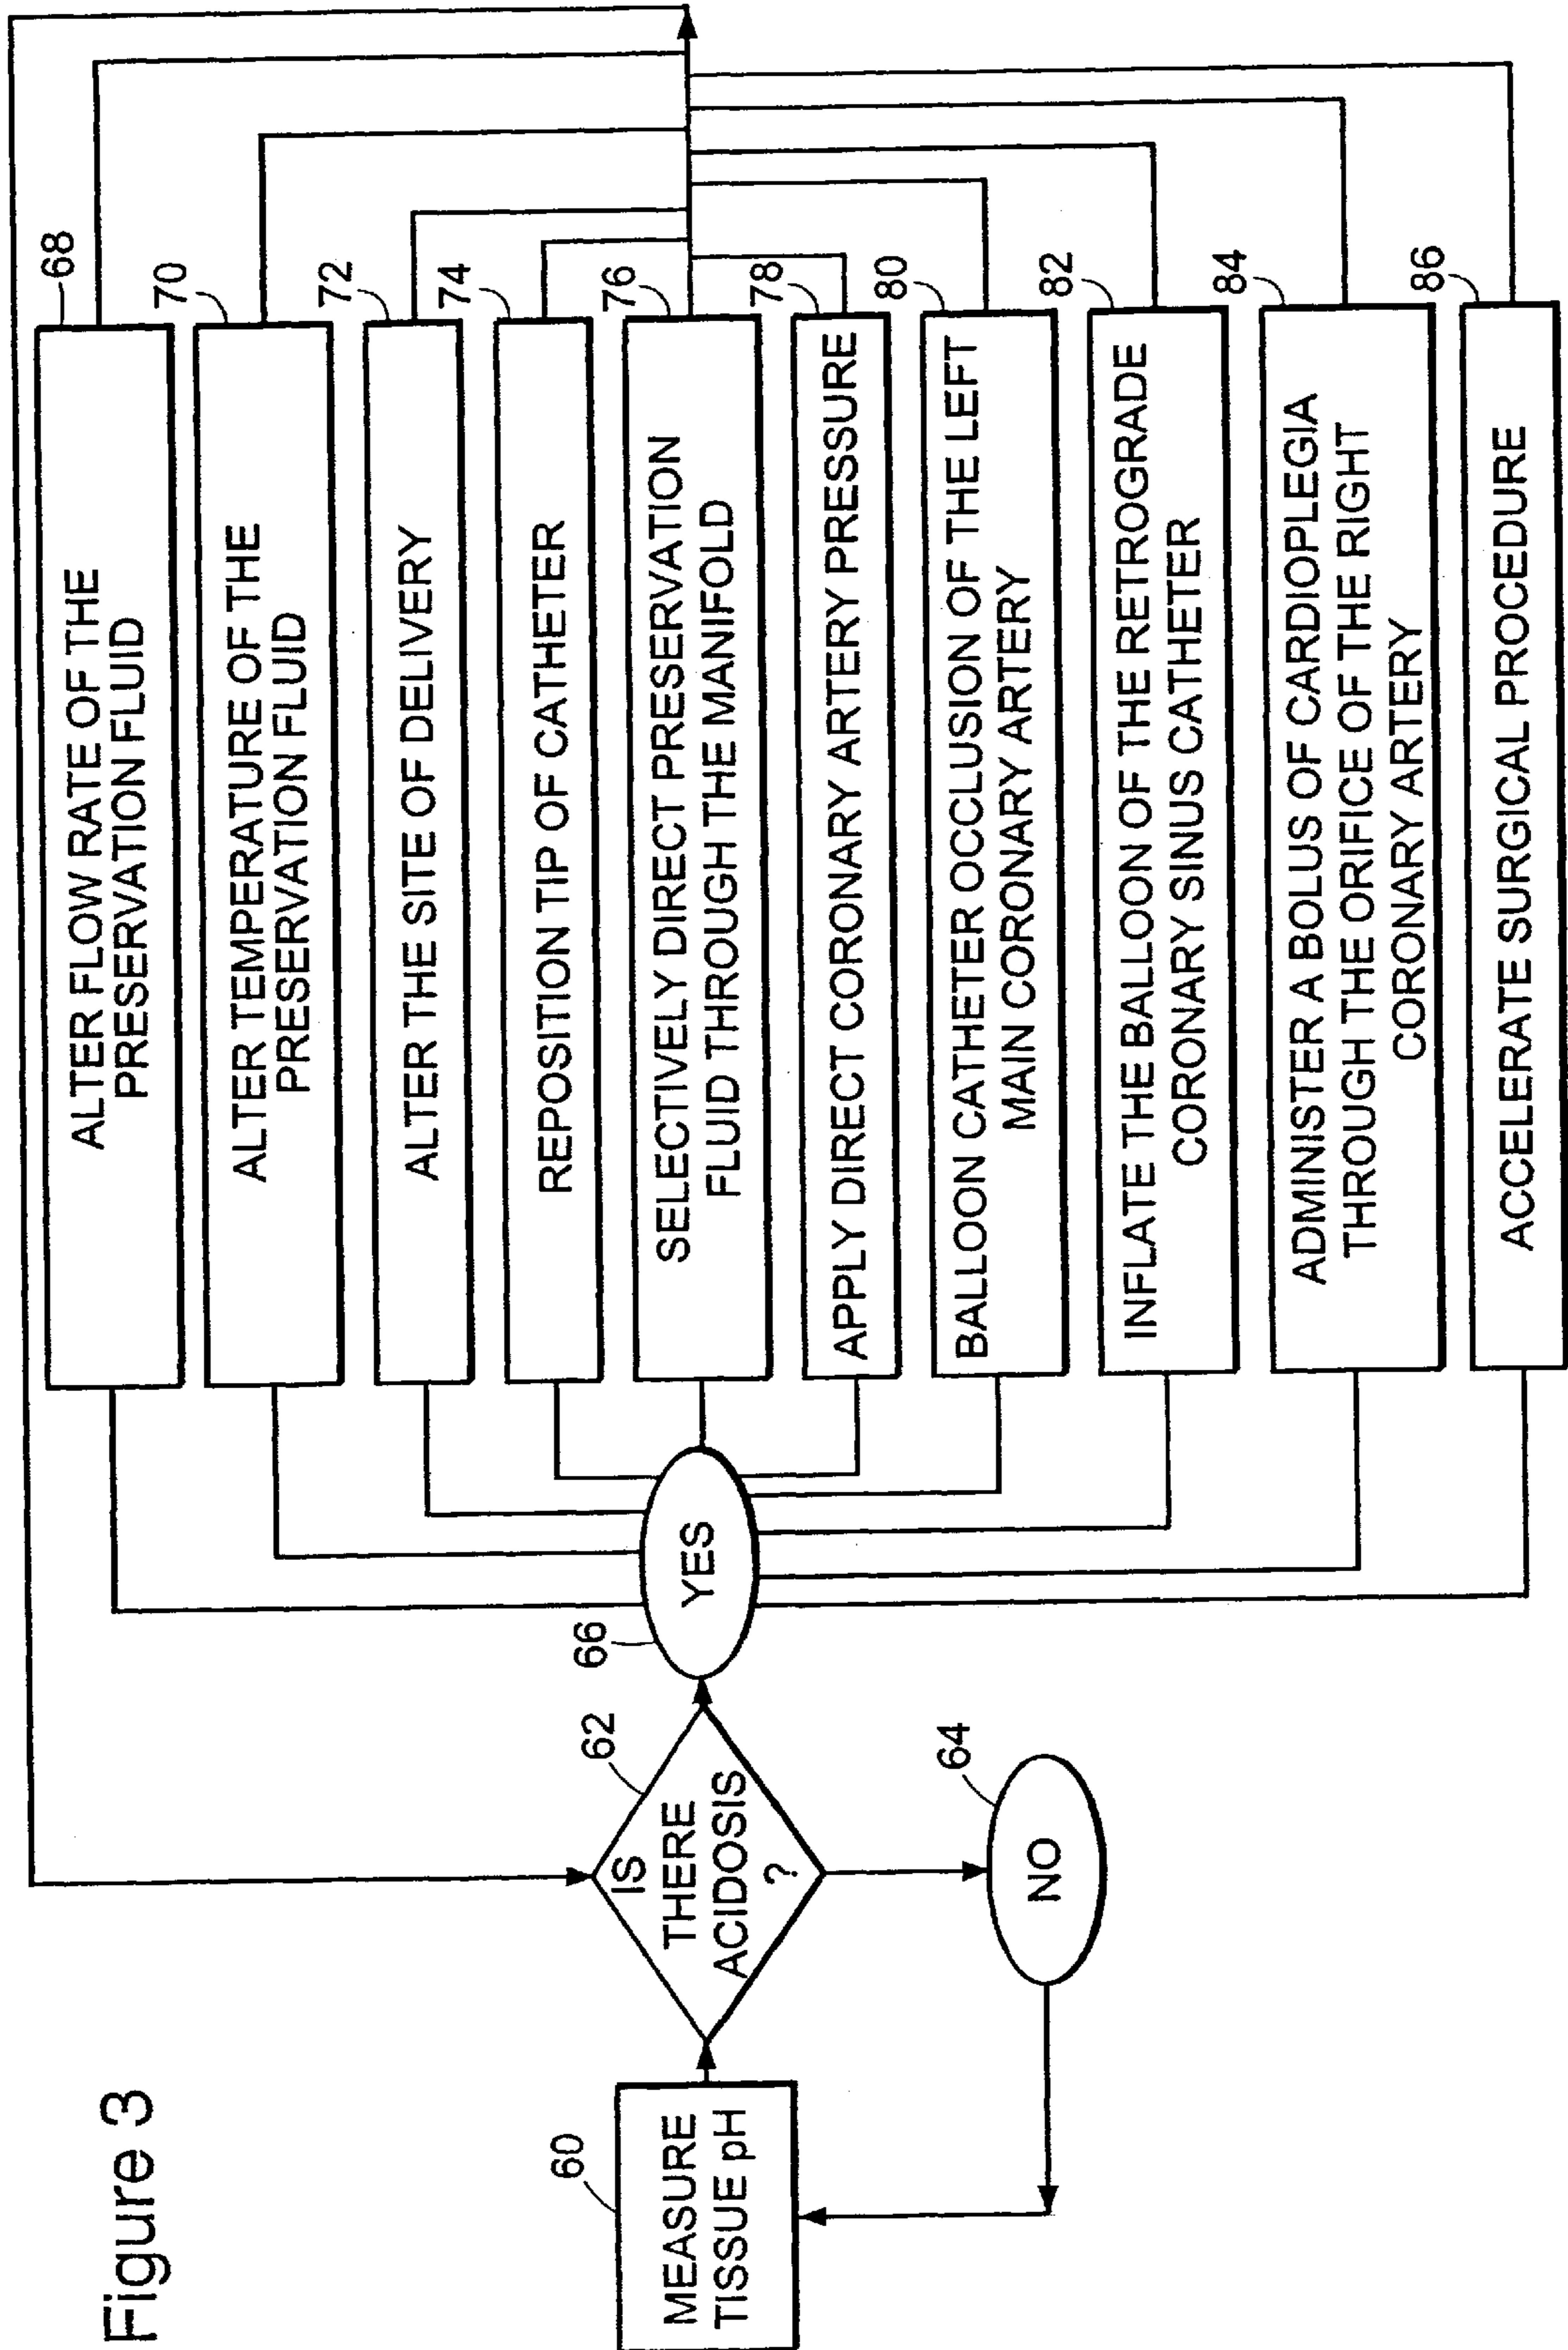 Figure 3
60
MEASURE
TISSUE pH
62
IS
THERE
ACIDOSIS
?
64
NO
66
YES
68
ALTER FLOW RATE OF THE
PRESERVATION FLUID
70
ALTER TEMPERATURE OF THE
PRESERVATION FLUID
72
ALTER THE SITE OF DELIVERY
74
REPOSITION TIP OF CATHETER
76
SELECTIVELY DIRECT PRESERVATION
FLUID THROUGH THE MANIFOLD
78
APPLY DIRECT CORONARY ARTERY PRESSURE
80
BALLOON CATHETER OCCLUSION OF THE LEFT
MAIN CORONARY ARTERY
82
INFLATE THE BALLOON OF THE RETROGRADE
CORONARY SINUS CATHETER
84
ADMINISTER A BOLUS OF CARDIOPLEGIA
THROUGH THE ORIFICE OF THE RIGHT
CORONARY ARTERY
86
ACCELERATE SURGICAL PROCEDURE